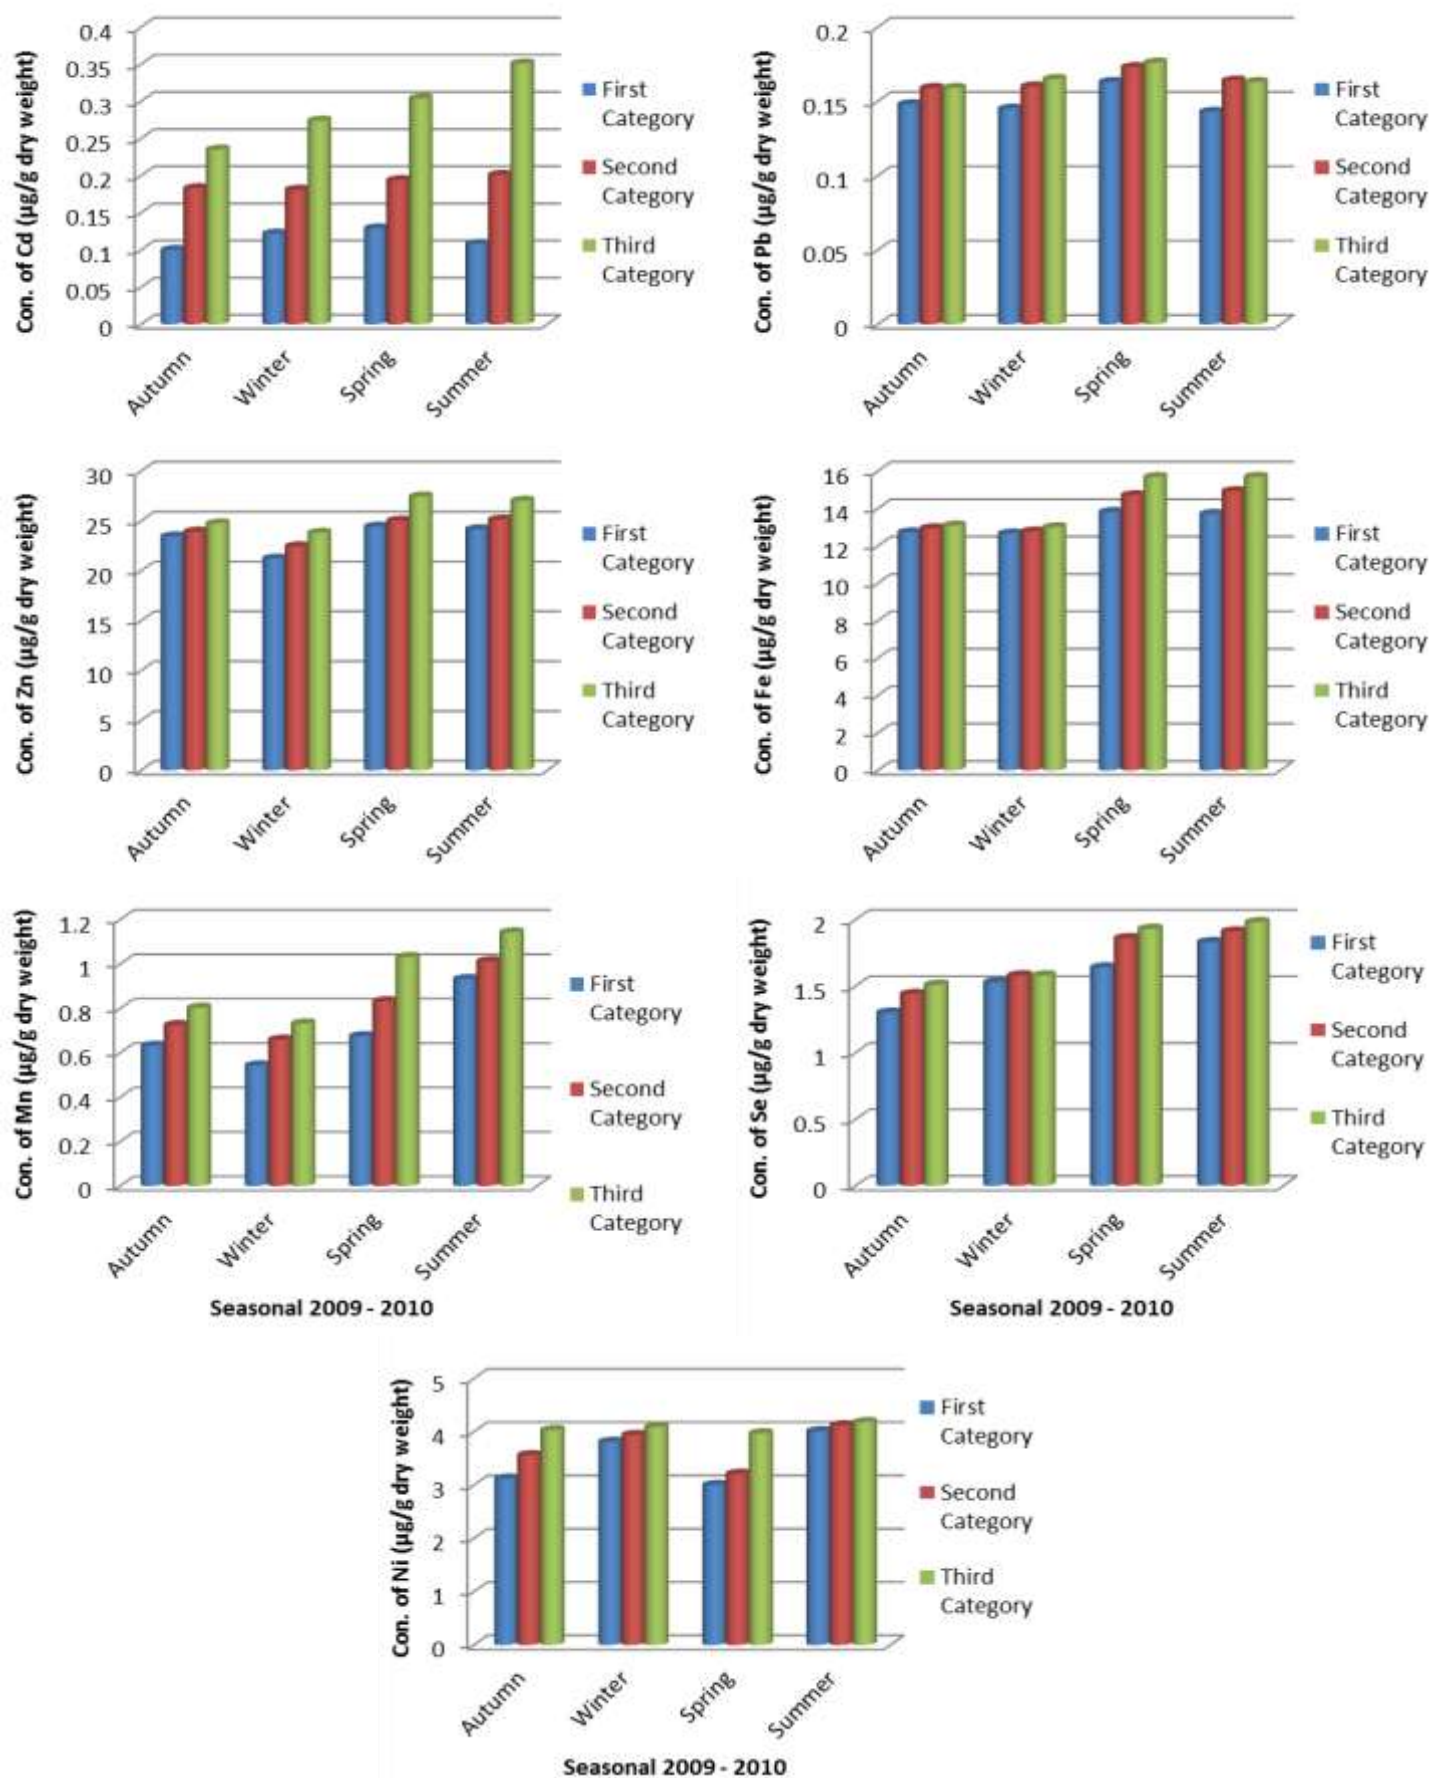 Con. of Cd (µg/g dry weight)
0.4
0.35
0.3
0.25
0.2
0.15
0.1
0.05
0
Autumn
Winter
Spring
Summer
First
Category
Second
Category
Third
Category
Con. of Pb (µg/g dry weight)
0.2
0.15
0.1
0.05
0
Autumn
Winter
Spring
Summer
First
Category
Second
Category
Third
Category
Con. of Zn (µg/g dry weight)
30
25
20
15
10
5
0
Autumn
Winter
Spring
Summer
First
Category
Second
Category
Third
Category
Con. of Fe (µg/g dry weight)
16
14
12
10
8
6
4
2
0
Autumn
Winter
Spring
Summer
First
Category
Second
Category
Third
Category
Con. of Mn (µg/g dry weight)
1.2
1
0.8
0.6
0.4
0.2
0
Autumn
Winter
Spring
Summer
Seasonal 2009 - 2010
First
Category
Second
Category
Third
Category
Con. of Se (µg/g dry weight)
2
1.5
1
0.5
0
Autumn
Winter
Spring
Summer
Seasonal 2009 - 2010
First
Category
Second
Category
Third
Category
Con. of Ni (µg/g dry weight)
5
4
3
2
1
0
Autumn
Winter
Spring
Summer
Seasonal 2009 - 2010
First
Category
Second
Category
Third
Category